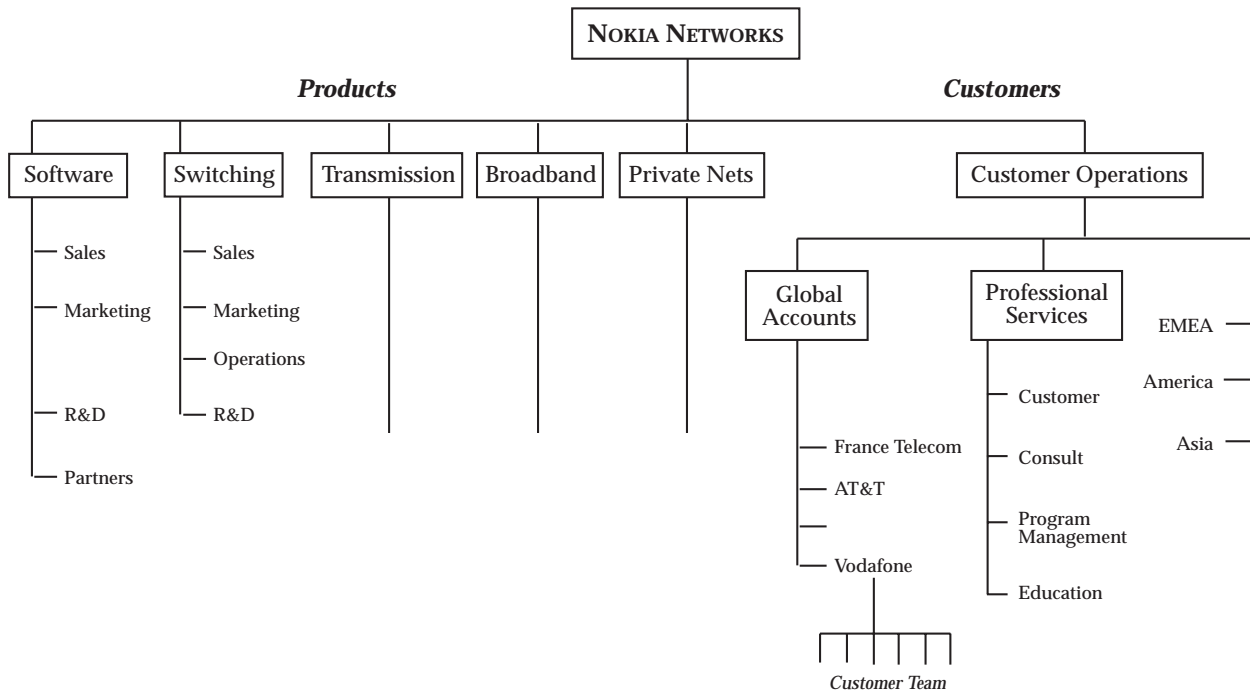 NOKIA NETWORKS
Products
Customers
Software
Switching
Transmission
Broadband
Private Nets
Customer Operations
Sales
Marketing
R&D
Partners
Sales
Marketing
Operations
R&D
Global
Accounts
France Telecom
AT&T
Vodafone
Customer Team
Professional
Services
Customer
Consult
Program
Management
Education
EMEA
America
Asia